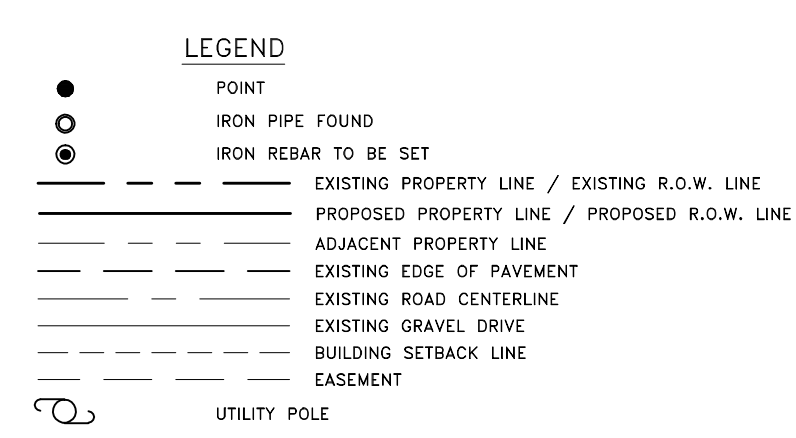 LEGEND
POINT
IRON PIPE FOUND
IRON REBAR TO BE SET
EXISTING PROPERTY LINE / EXISTING R.O.W. LINE
PROPOSED PROPERTY LINE / PROPOSED R.O.W. LINE
ADJACENT PROPERTY LINE
EXISTING EDGE OF PAVEMENT
EXISTING ROAD CENTERLINE
EXISTING GRAVEL DRIVE
BUILDING SETBACK LINE
EASEMENT
UTILITY POLE